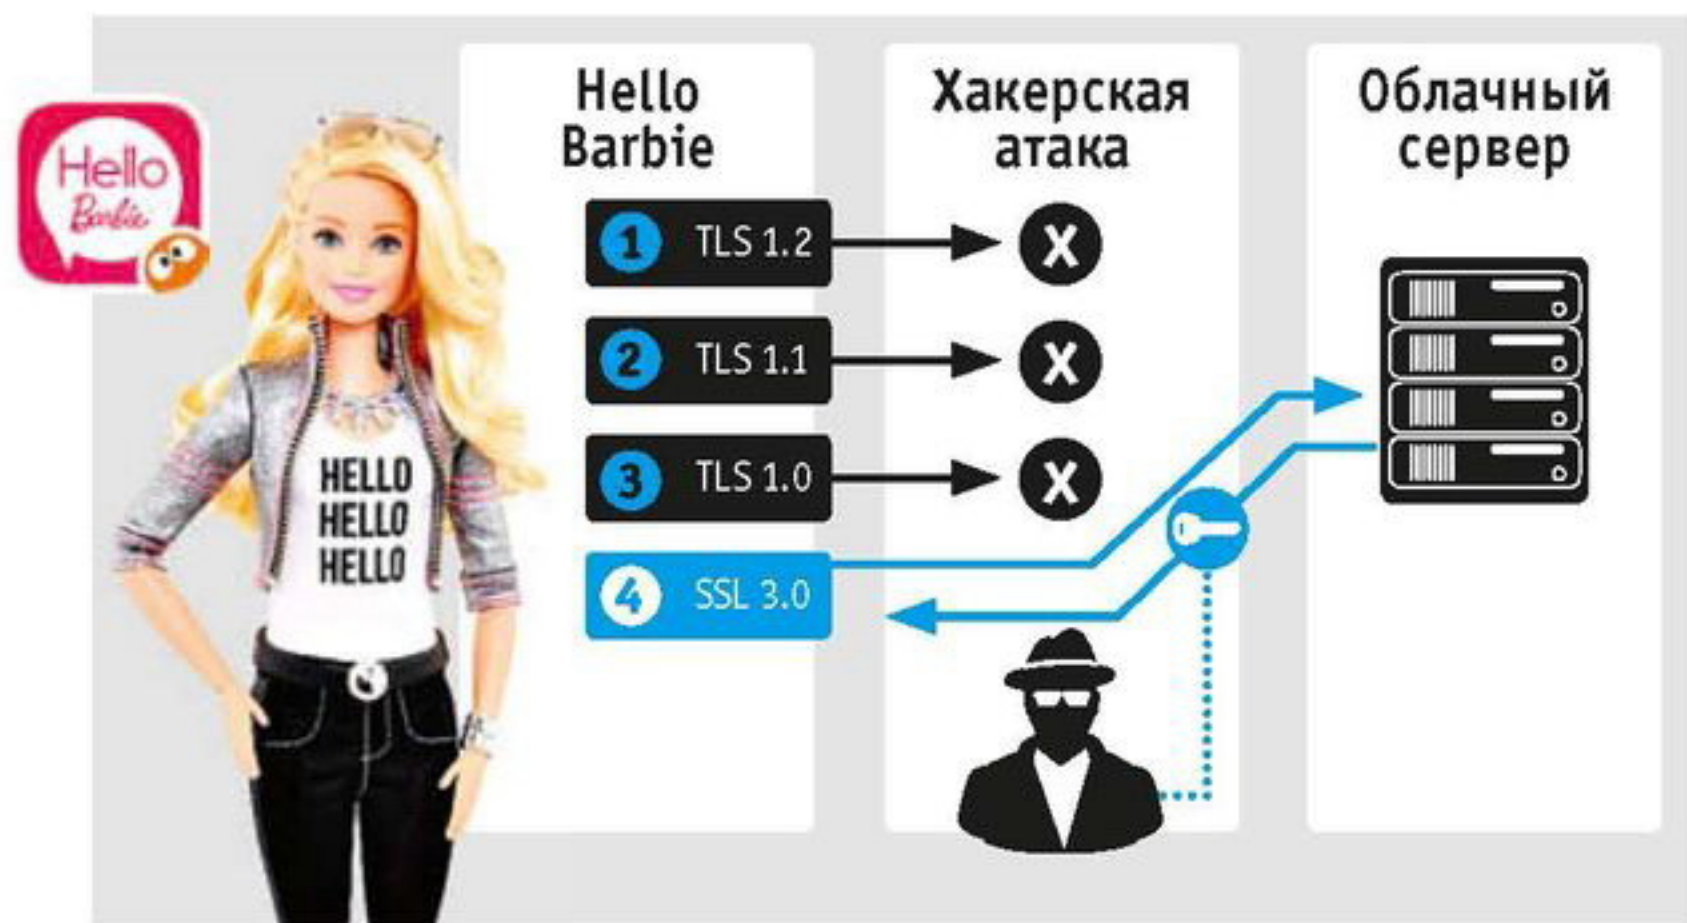 Hello
Barbie
HELLO
HELLO
HELLO
Hello
Barbie
1 TLS 1.2
2 TLS 1.1
3 TLS 1.0
4 SSL 3.0
Хакерская
атака
X
X
X
Облачный
сервер